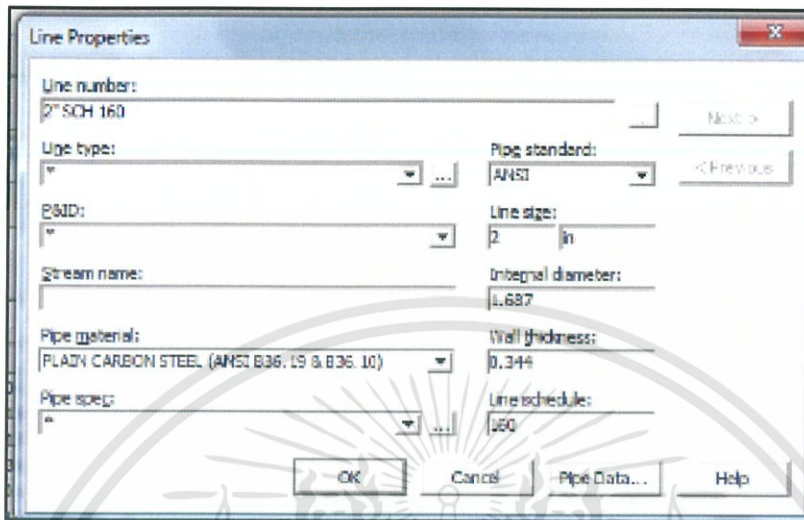 Line Properties
Line number:
2" SCH 160
...
Next >
Line type:
*
...
Pipe standard:
ANSI
< Previous
P&ID:
*
Line size:
2 in
Stream name:
Internal diameter:
1.687
Pipe material:
PLAIN CARBON STEEL (ANSI B36.19 & B36.10)
Wall thickness:
0.344
Pipe spec:
*
...
Line schedule:
160
OK
Cancel
Pipe Data...
Help